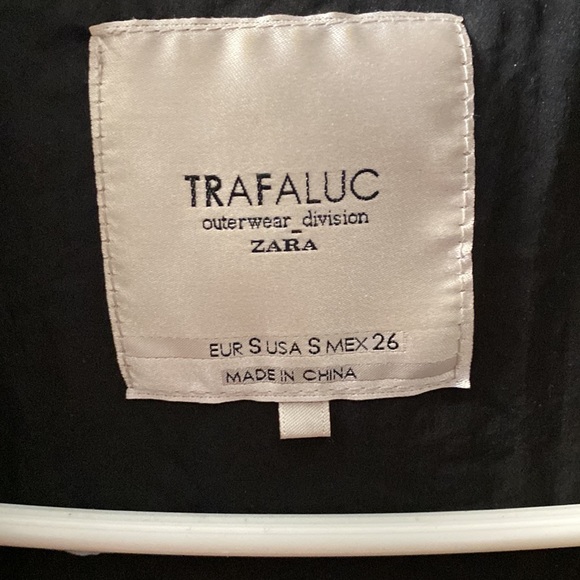 TRAFALUC
outerwear_division
ZARA
EUR S USA S MEX 26
MADE IN CHINA